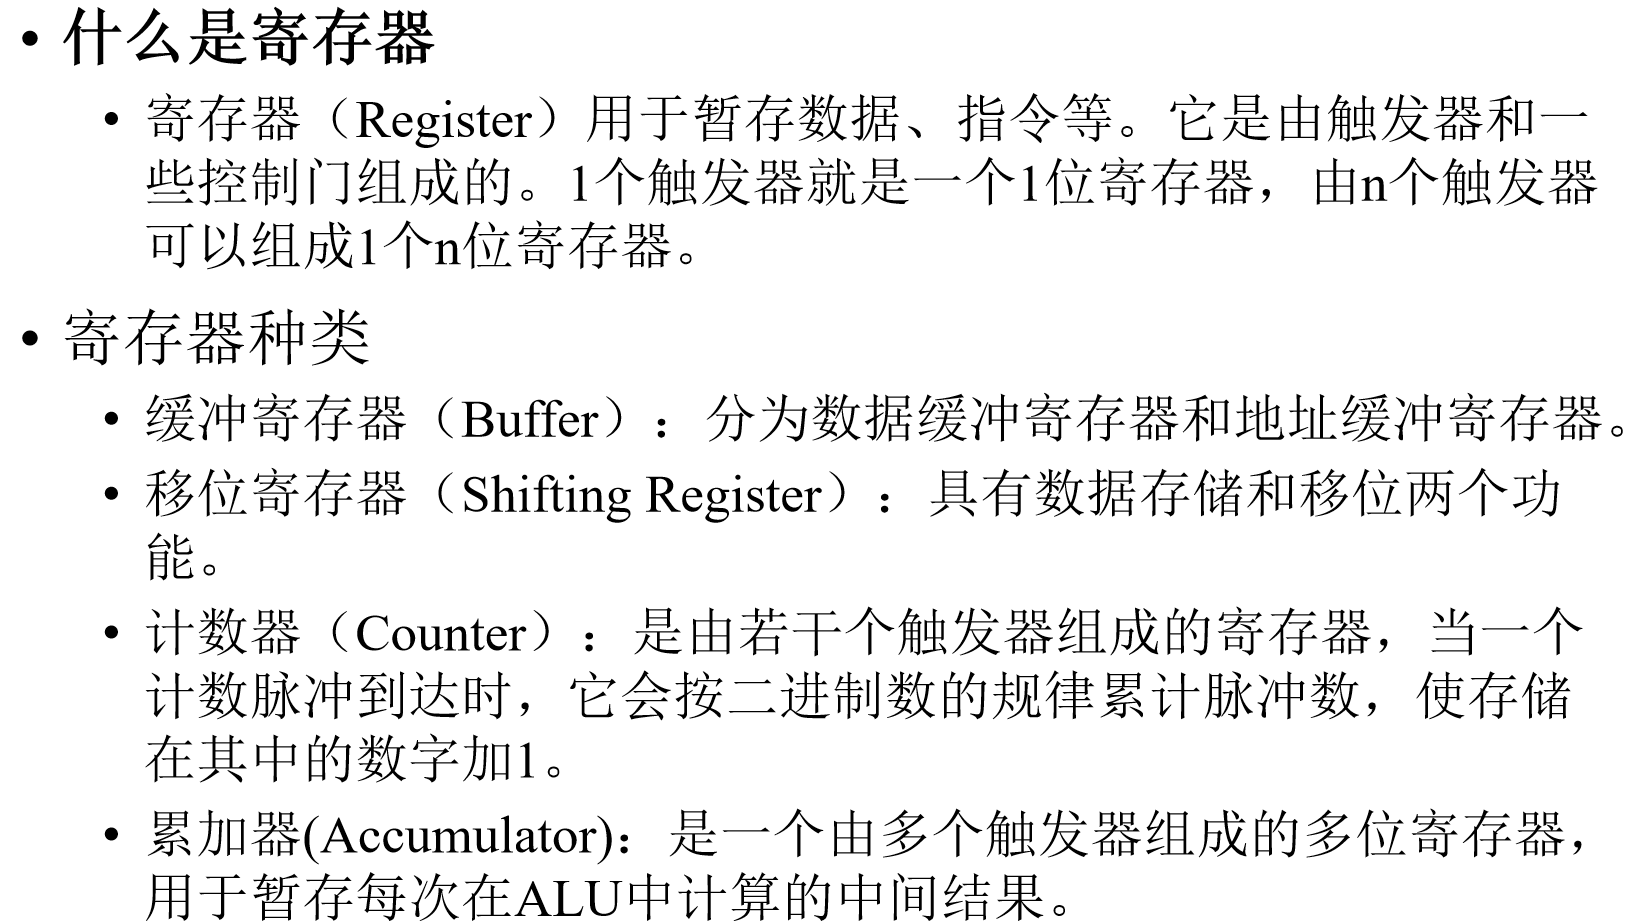 • 什么是寄存器
• 寄存器（Register）用于暂存数据、指令等。它是由触发器和一
些控制门组成的。1个触发器就是一个1位寄存器，由n个触发器
可以组成1个n位寄存器。
• 寄存器种类
• 缓冲寄存器（Buffer）：分为数据缓冲寄存器和地址缓冲寄存器。
• 移位寄存器（Shifting Register）：具有数据存储和移位两个功
能。
• 计数器（Counter）：是由若干个触发器组成的寄存器，当一个
计数脉冲到达时，它会按二进制数的规律累计脉冲数，使存储
在其中的数字加1。
• 累加器(Accumulator)：是一个由多个触发器组成的多位寄存器，
用于暂存每次在ALU中计算的中间结果。